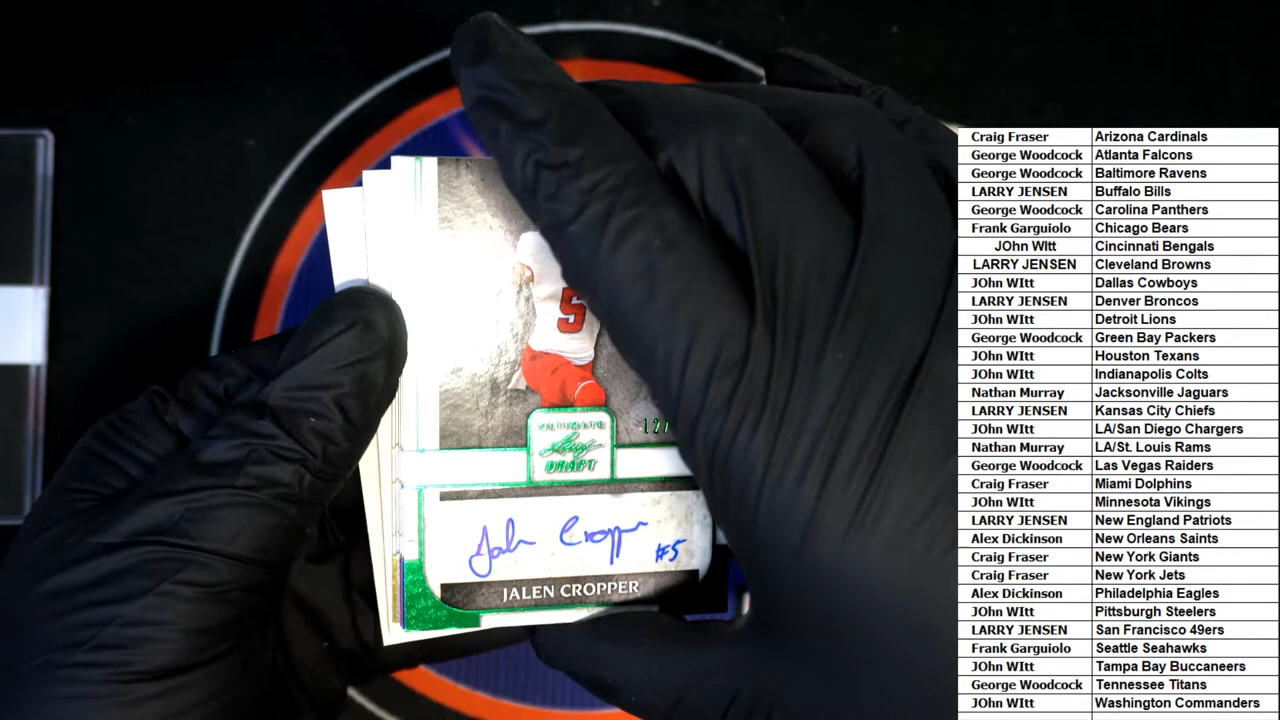 5
ULTIMATE
Leaf
DRAFT
12/
Jalen Cropper
#5
JALEN CROPPER
Craig Fraser Arizona Cardinals
George Woodcock Atlanta Falcons
George Woodcock Baltimore Ravens
LARRY JENSEN Buffalo Bills
George Woodcock Carolina Panthers
Frank Garguiolo Chicago Bears
JOhn WItt Cincinnati Bengals
LARRY JENSEN Cleveland Browns
JOhn WItt Dallas Cowboys
LARRY JENSEN Denver Broncos
JOhn WItt Detroit Lions
George Woodcock Green Bay Packers
JOhn WItt Houston Texans
JOhn WItt Indianapolis Colts
Nathan Murray Jacksonville Jaguars
LARRY JENSEN Kansas City Chiefs
JOhn WItt LA/San Diego Chargers
Nathan Murray LA/St. Louis Rams
George Woodcock Las Vegas Raiders
Craig Fraser Miami Dolphins
JOhn WItt Minnesota Vikings
LARRY JENSEN New England Patriots
Alex Dickinson New Orleans Saints
Craig Fraser New York Giants
Craig Fraser New York Jets
Alex Dickinson Philadelphia Eagles
JOhn WItt Pittsburgh Steelers
LARRY JENSEN San Francisco 49ers
Frank Garguiolo Seattle Seahawks
JOhn WItt Tampa Bay Buccaneers
George Woodcock Tennessee Titans
JOhn WItt Washington Commanders